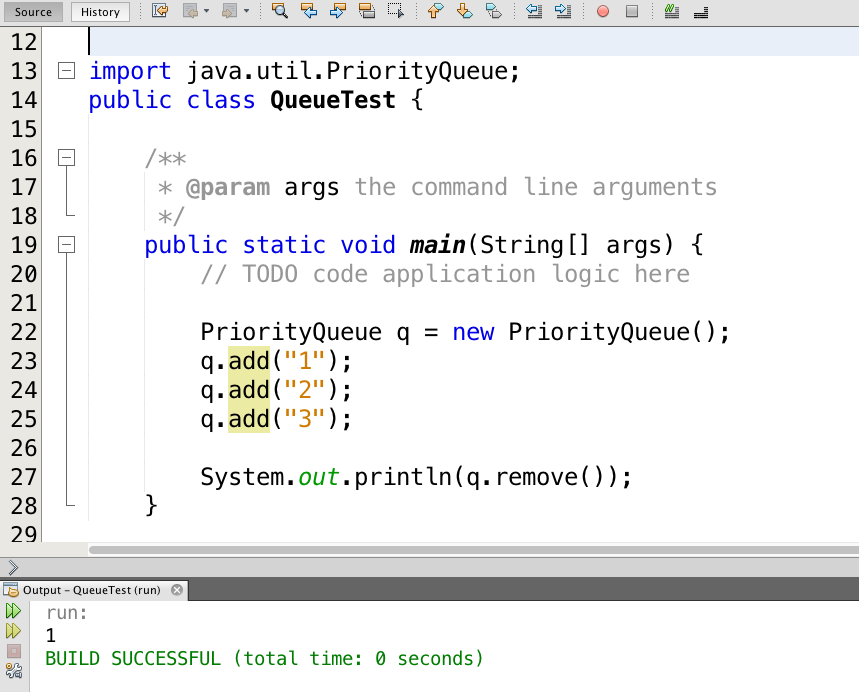 Source History
12
13 import java.util.PriorityQueue;
14 public class QueueTest {
15
16 /**
17 * @param args the command line arguments
18 */
19 public static void main(String[] args) {
20 // TODO code application logic here
21
22 PriorityQueue q = new PriorityQueue();
23 q.add("1");
24 q.add("2");
25 q.add("3");
26
27 System.out.println(q.remove());
28 }
29
Output – QueueTest (run)
run:
1
BUILD SUCCESSFUL (total time: 0 seconds)